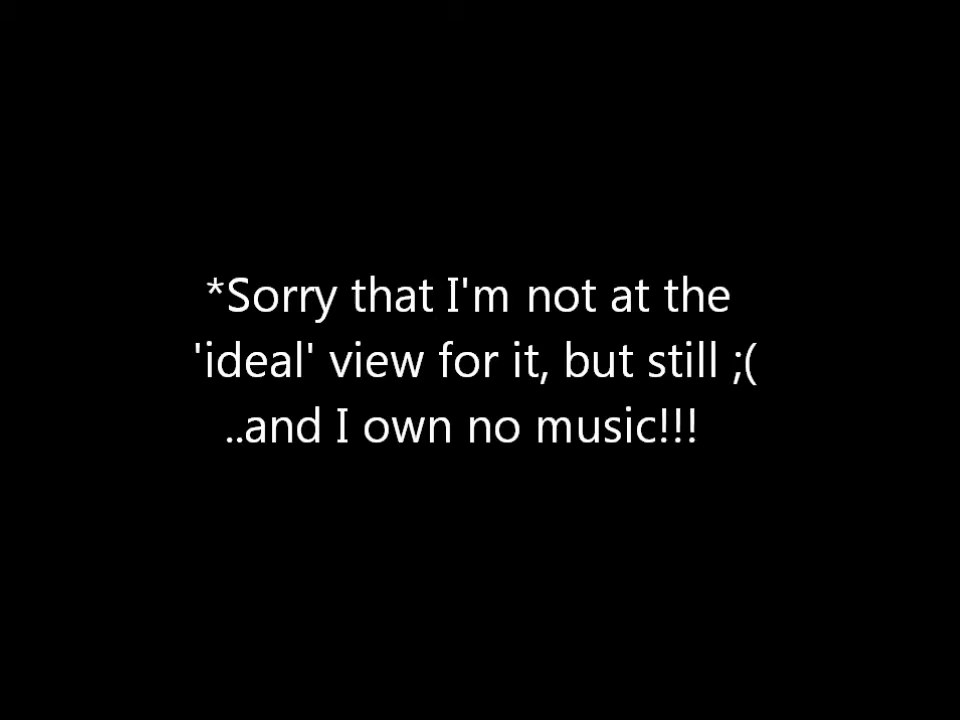 *Sorry that I'm not at the
'ideal' view for it, but still ;(
..and I own no music!!!